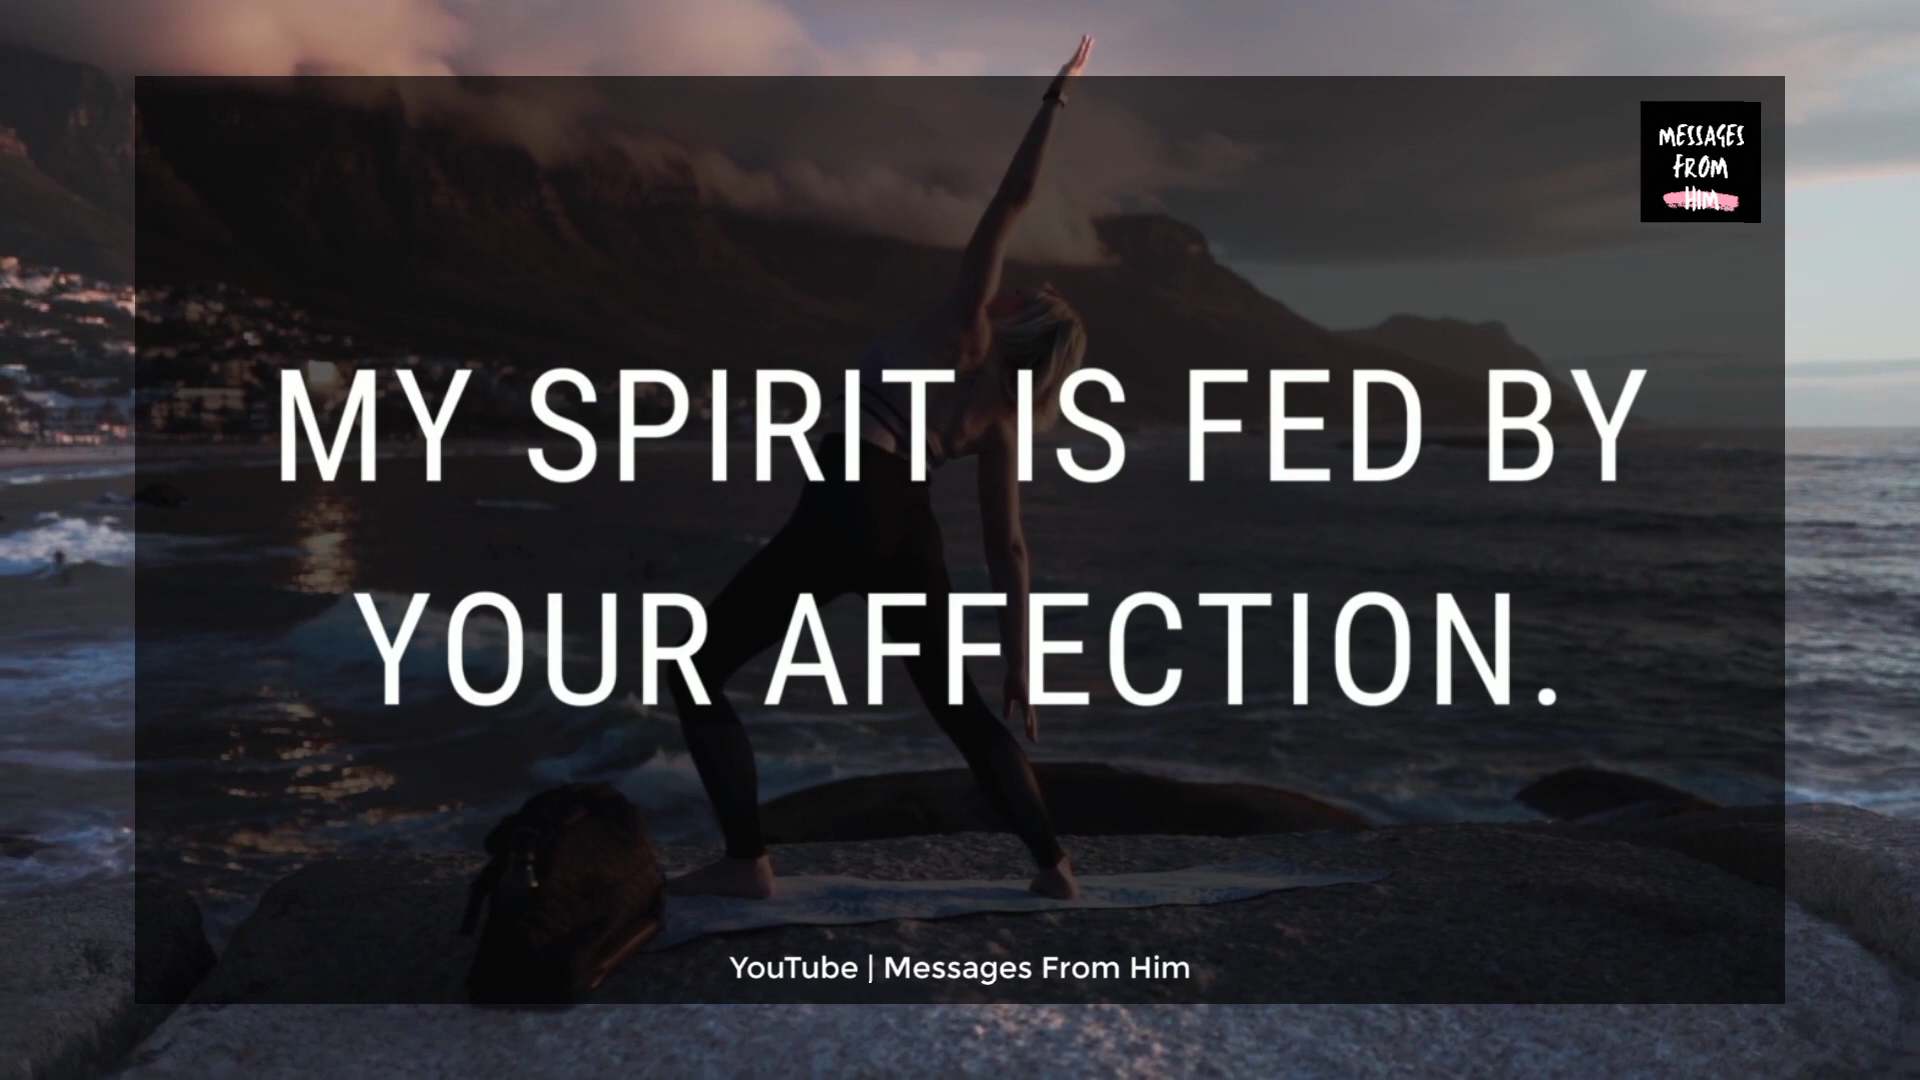 MESSAGES
FROM
HIM
MY SPIRIT IS FED BY
YOUR AFFECTION.
YouTube | Messages From Him